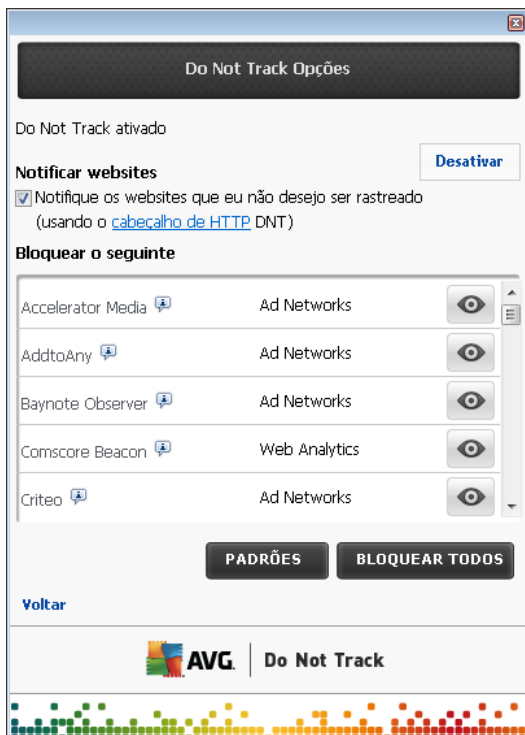 Do Not Track Opções
Do Not Track ativado
Desativar
Notificar websites
Notifique os websites que eu não desejo ser rastreado
(usando o cabeçalho de HTTP DNT)
Bloquear o seguinte
Accelerator Media Ad Networks
AddtoAny Ad Networks
Baynote Observer Ad Networks
Comscore Beacon Web Analytics
Criteo Ad Networks
PADRÕES BLOQUEAR TODOS
Voltar
AVG. Do Not Track